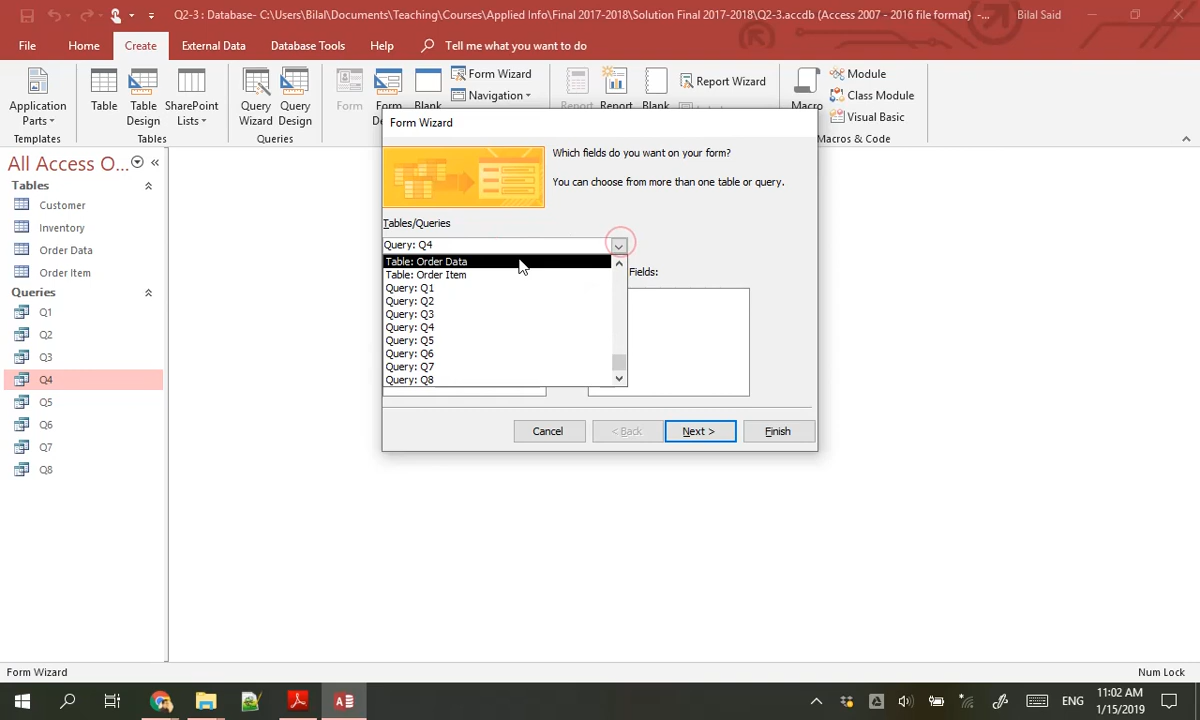 Q2-3 : Database- C:\Users\Bilal\Documents\Teaching\Courses\Applied Info\Final 2017-2018\Solution Final 2017-2018\Q2-3.accdb (Access 2007 - 2016 file format) -...
Bilal Said
File
Home
Create
External Data
Database Tools
Help
Tell me what you want to do
Application Parts
Templates
Table
Table Design
SharePoint Lists
Tables
Query Wizard
Query Design
Queries
Form
Form
Blank
Form Wizard
Navigation
Report
Report
Blank
Report Wizard
Macro
Module
Class Module
Visual Basic
Macros & Code
All Access O...
Tables
Customer
Inventory
Order Data
Order Item
Queries
Q1
Q2
Q3
Q4
Q5
Q6
Q7
Q8
Form Wizard
Which fields do you want on your form?
You can choose from more than one table or query.
Tables/Queries
Query: Q4
Table: Order Data
Table: Order Item
Query: Q1
Query: Q2
Query: Q3
Query: Q4
Query: Q5
Query: Q6
Query: Q7
Query: Q8
Fields:
Cancel
< Back
Next >
Finish
Form Wizard
Num Lock
ENG
11:02 AM
1/15/2019